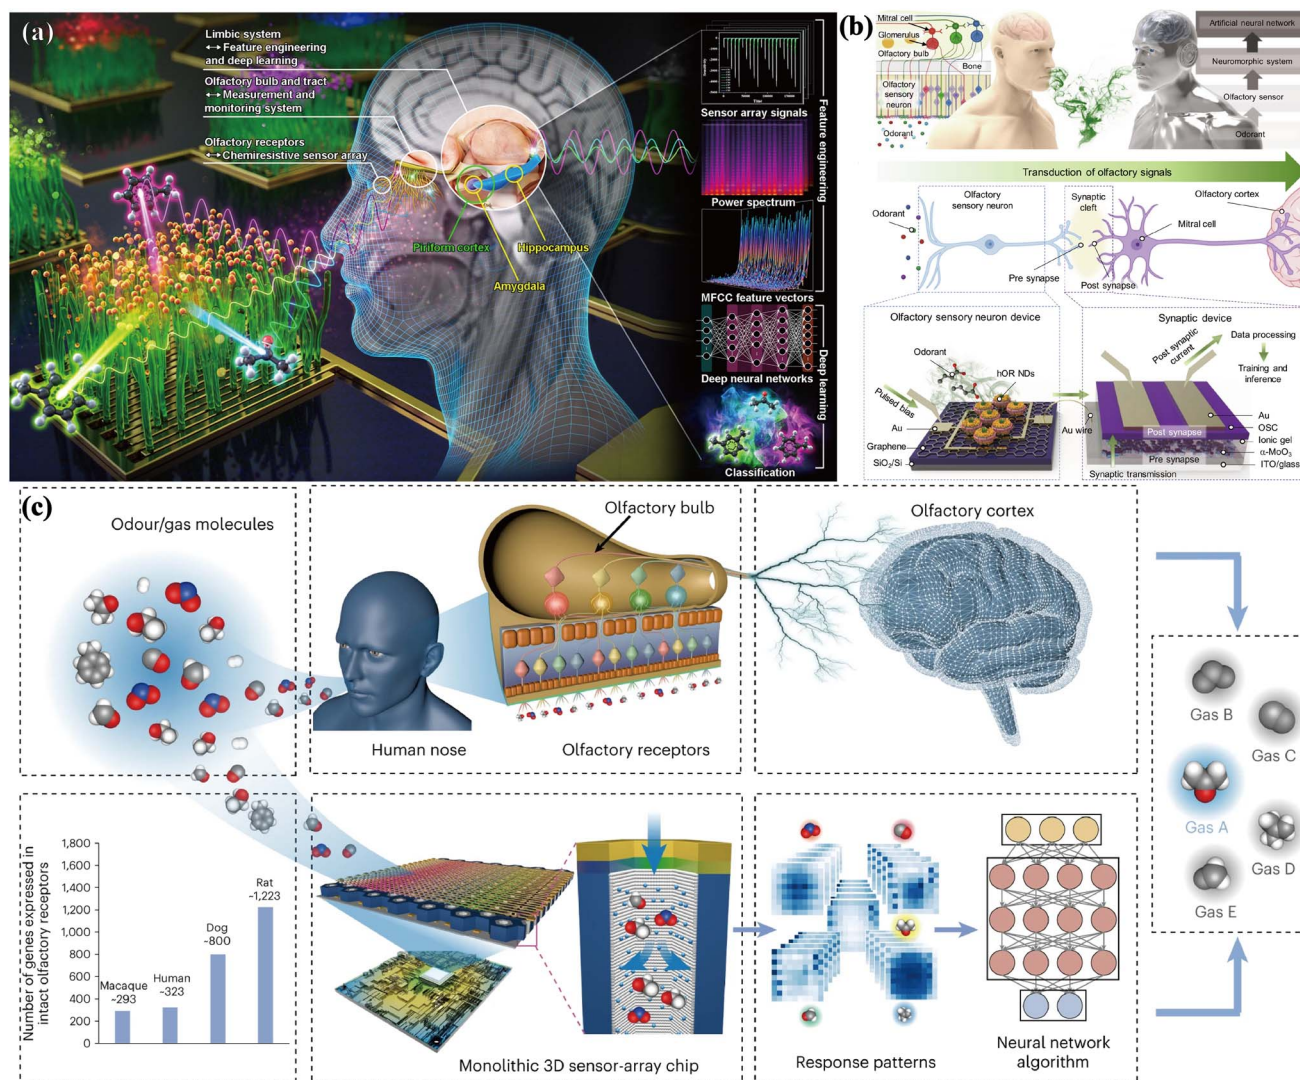 (a)
Limbic system
↔ Feature engineering
and deep learning
Olfactory bulb and tract
↔ Measurement and
monitoring system
Olfactory receptors
↔ Chemiresistive sensor array
Piriform cortex
Hippocampus
Amygdala
Sensor array signals
Power spectrum
MFCC feature vectors
Feature engineering
Deep neural networks
Deep learning
Classification
(b)
Mitral cell
Glomerulus
Olfactory bulb
Bone
Olfactory
sensory
neuron
Odorant
Artificial neural network
Neuromorphic system
Olfactory sensor
Odorant
Transduction of olfactory signals
Odorant
Olfactory
sensory neuron
Synaptic
cleft
Olfactory cortex
Mitral cell
Pre synapse
Post synapse
Olfactory sensory neuron device
Odorant
hOR NDs
Pulsed bias
Au
Graphene
SiO₂/Si
Au wire
Synaptic device
Post synaptic
current
Data processing
Training and
inference
Au
OSC
Ionic gel
α-MoO₃
ITO/glass
Post synapse
Pre synapse
Synaptic transmission
(c)
Odour/gas molecules
Human nose
Olfactory bulb
Olfactory receptors
Olfactory cortex
Gas B
Gas C
Gas A
Gas D
Gas E
Number of genes expressed in
intact olfactory receptors
1,800
1,600
1,400
1,200
1,000
800
600
400
200
0
Macaque
~293
Human
~323
Dog
~800
Rat
~1,223
Monolithic 3D sensor-array chip
Response patterns
Neural network
algorithm